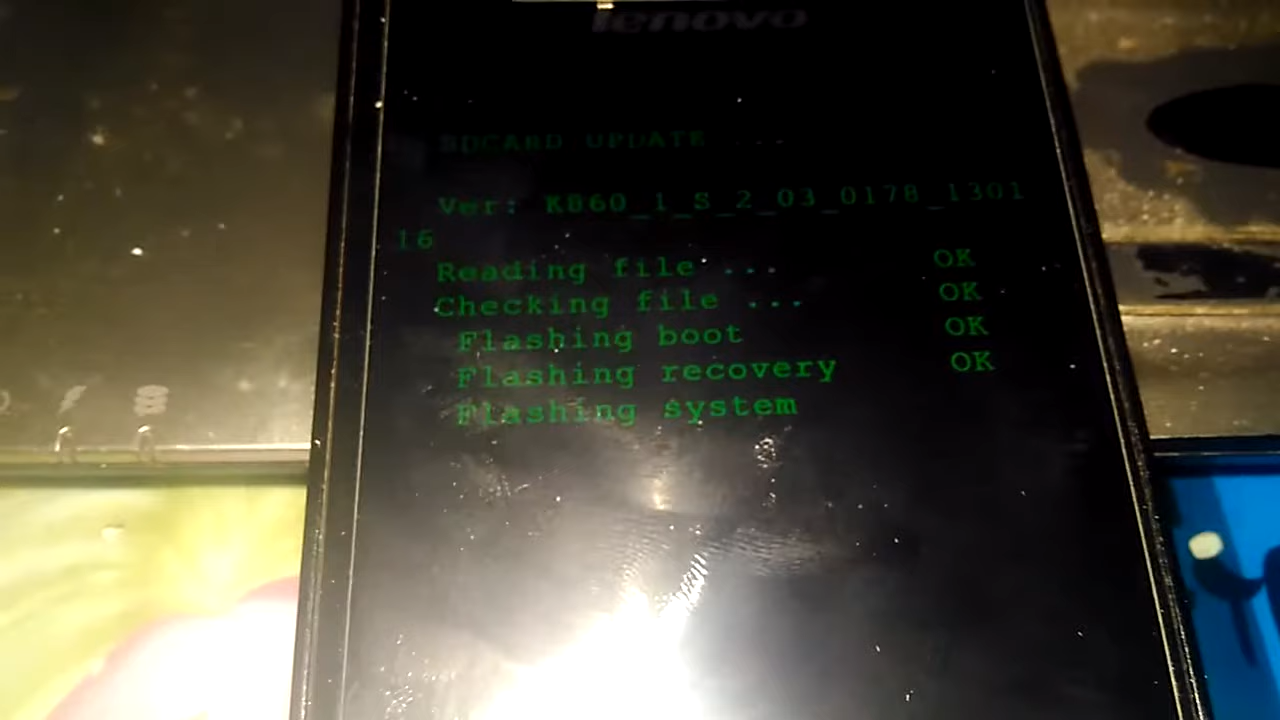 lenovo
SDCARD UPDATE ...
Ver: K860_1_S_2_03_0178_1301
16
Reading file ... OK
Checking file ... OK
Flashing boot OK
Flashing recovery OK
Flashing system